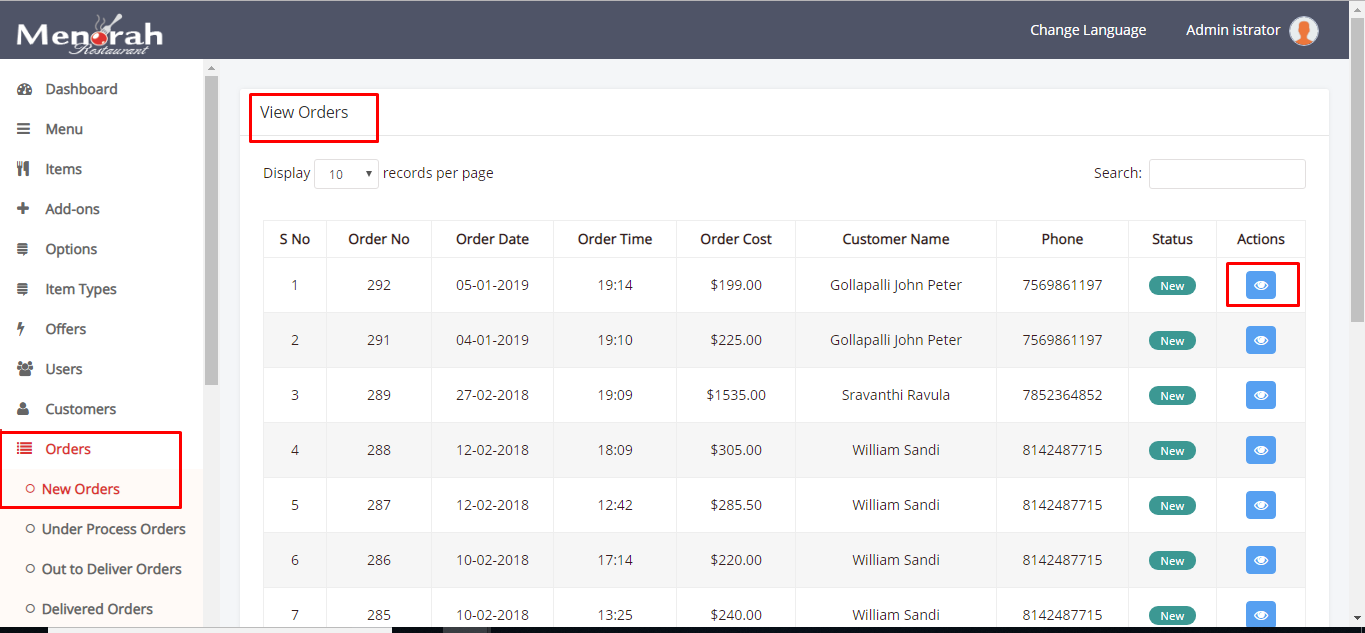 Menorah
Restaurant
Change Language
Admin istrator
Dashboard
Menu
Items
Add-ons
Options
Item Types
Offers
Users
Customers
Orders
New Orders
Under Process Orders
Out to Deliver Orders
Delivered Orders
View Orders
Display 10 records per page
Search:
S No Order No Order Date Order Time Order Cost Customer Name Phone Status Actions
1 292 05-01-2019 19:14 $199.00 Gollapalli John Peter 7569861197 New
2 291 04-01-2019 19:10 $225.00 Gollapalli John Peter 7569861197 New
3 289 27-02-2018 19:09 $1535.00 Sravanthi Ravula 7852364852 New
4 288 12-02-2018 18:09 $305.00 William Sandi 8142487715 New
5 287 12-02-2018 12:42 $285.50 William Sandi 8142487715 New
6 286 10-02-2018 17:14 $220.00 William Sandi 8142487715 New
7 285 10-02-2018 13:25 $240.00 William Sandi 8142487715 New